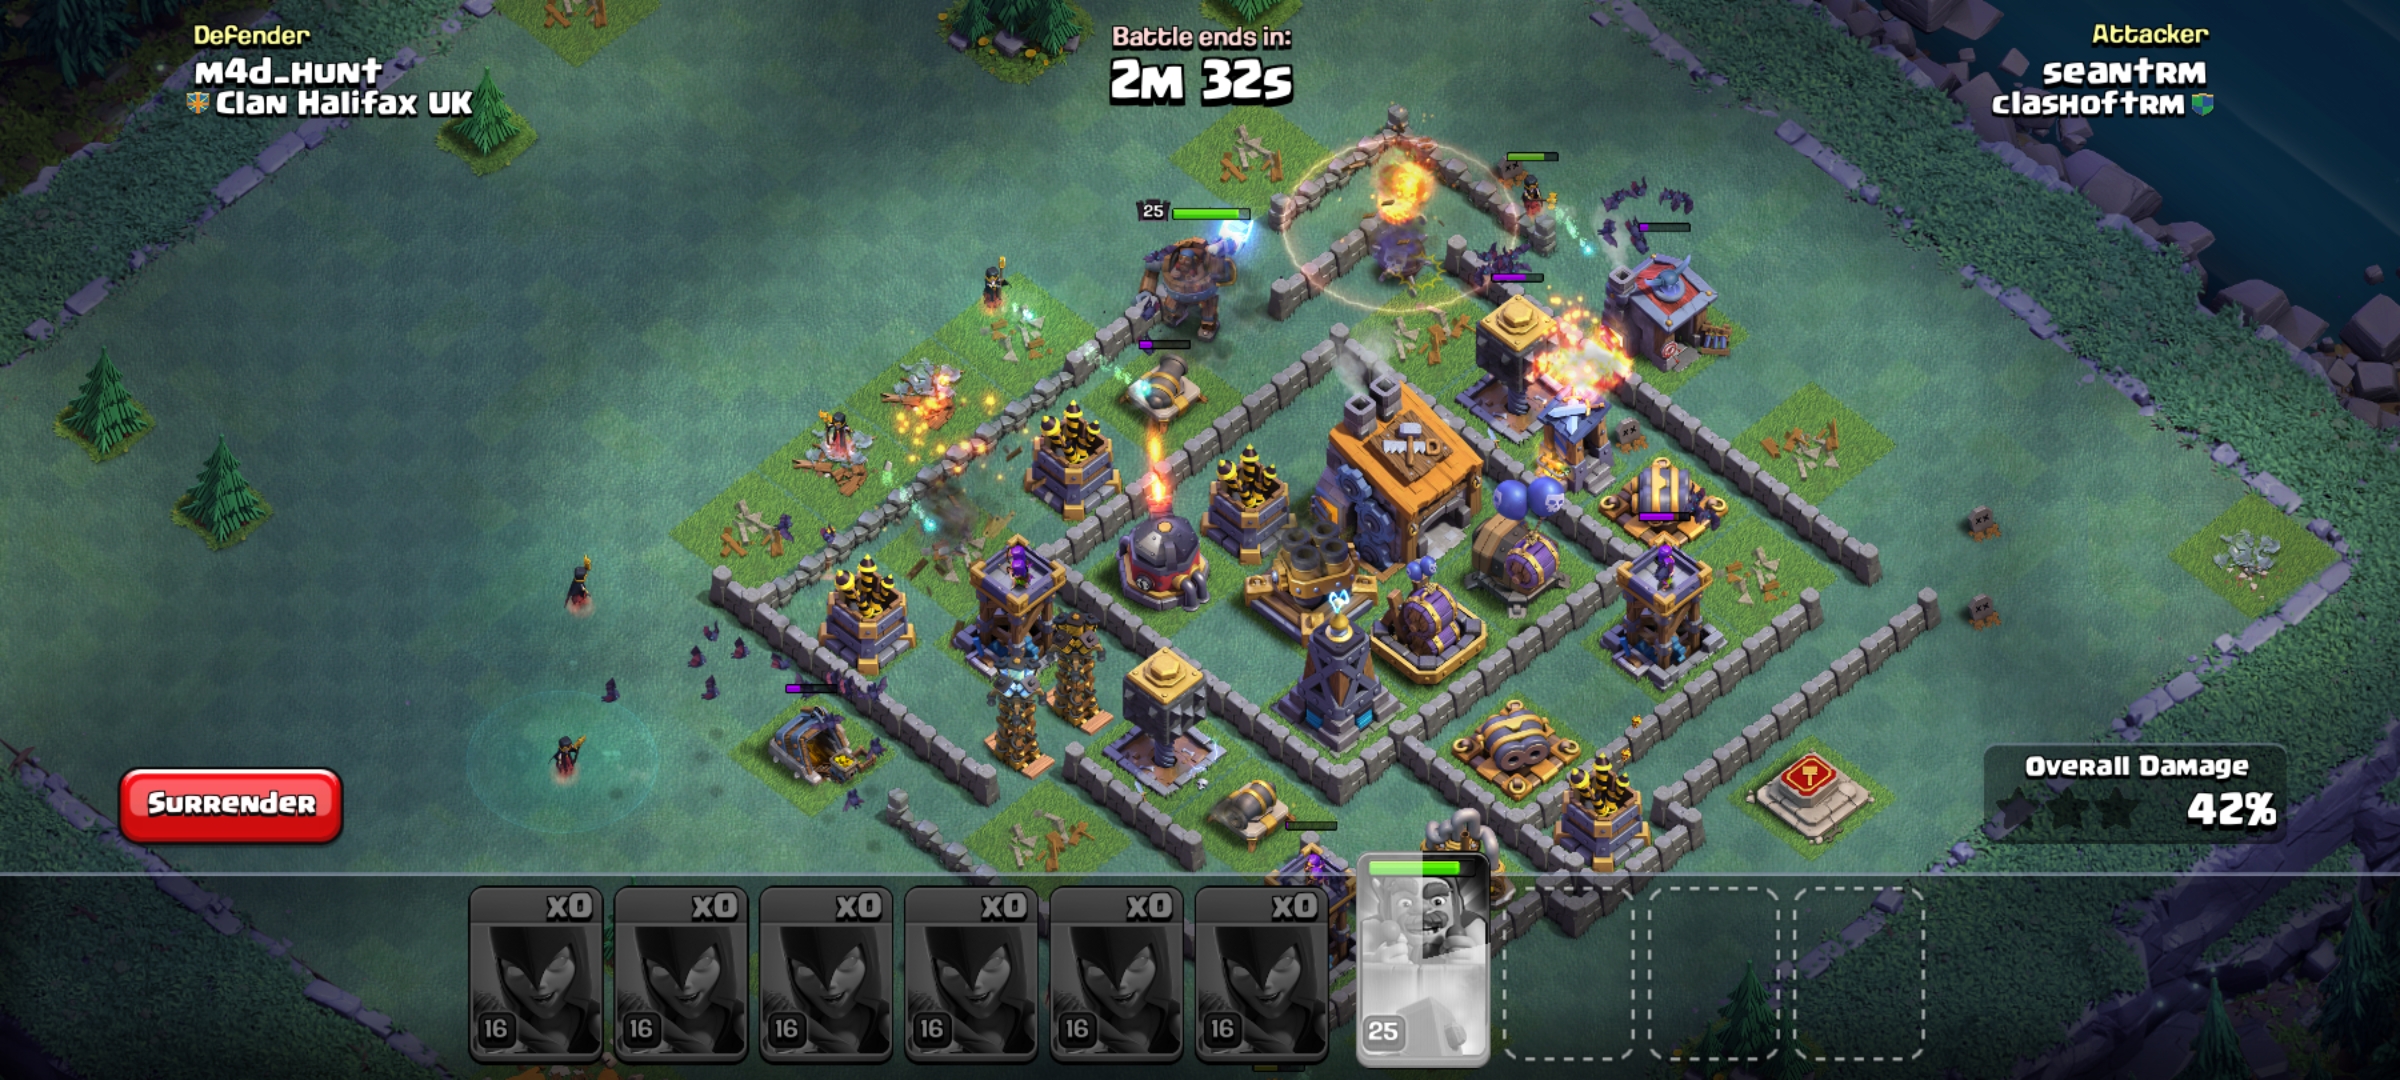 Defender
m4d_HUNt
Clan Halifax UK
Battle ends in:
2M 32s
Attacker
seantRM
clashoftRM
25
Surrender
Overall Damage
42%
x0
x0
x0
x0
x0
x0
16
16
16
16
16
16
25